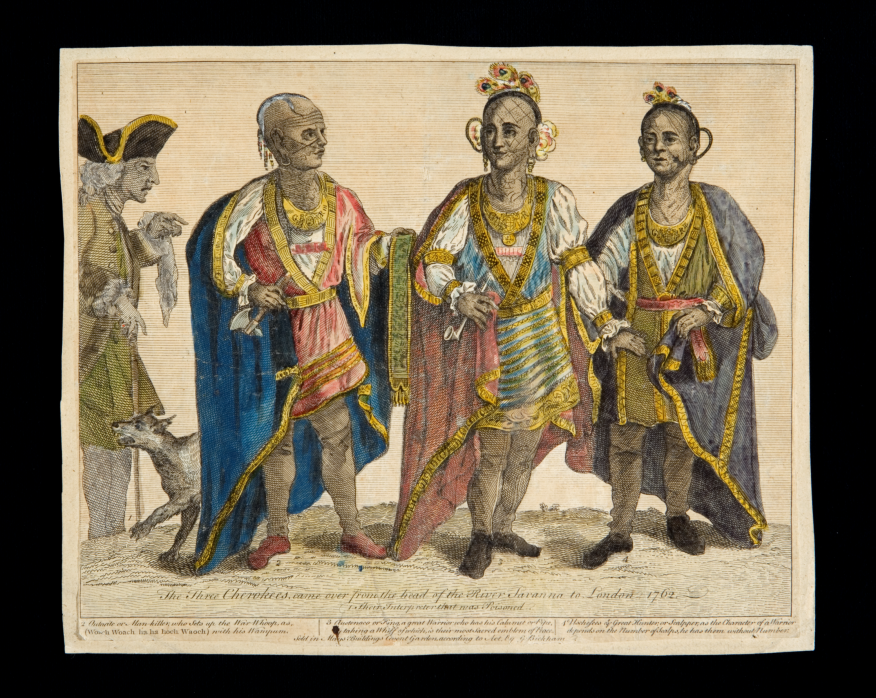 The Three Cherokees, came over from the head of the River Savanna to London 1762.
1 Their Interpreter that was Poisoned.
2 Outacite or Man-killer, who Sets up the War Whoop, as,
(Woach Woach ha ha hoch Waoch) with his Wampum.
3 Austenaco or King, a great Warrior who has his Calumet or Pipe,
by taking a Whiff of which, is their most sacred emblem of Peace.
4 Uschesees ye Great Hunter, or Scalpper, as the Character of a Warrior
depends on the Number of Scalps, he has them without Number.
Sold in Mays Buildings Covent Garden, according to Act, by G Bickham